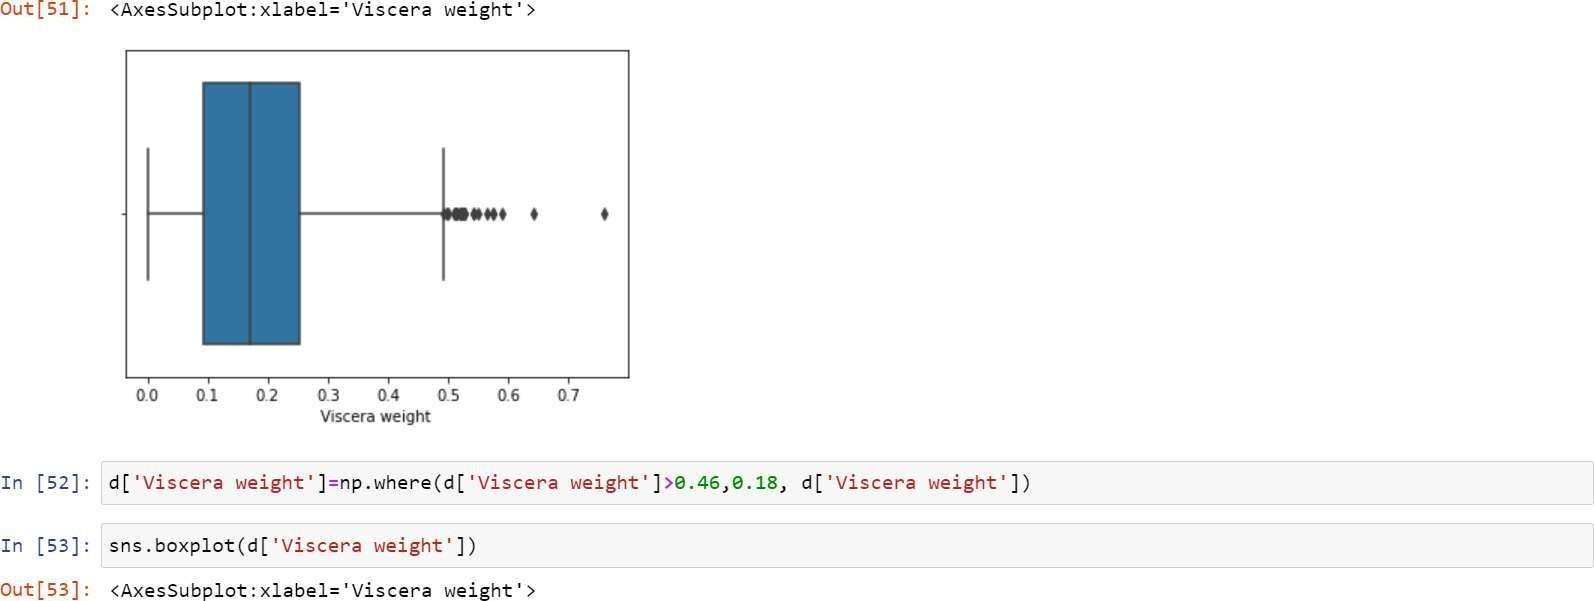 Out[51]: <AxesSubplot:xlabel='Viscera weight'>
0.0 0.1 0.2 0.3 0.4 0.5 0.6 0.7
Viscera weight
In [52]: d['Viscera weight']=np.where(d['Viscera weight']>0.46,0.18, d['Viscera weight'])
In [53]: sns.boxplot(d['Viscera weight'])
Out[53]: <AxesSubplot:xlabel='Viscera weight'>